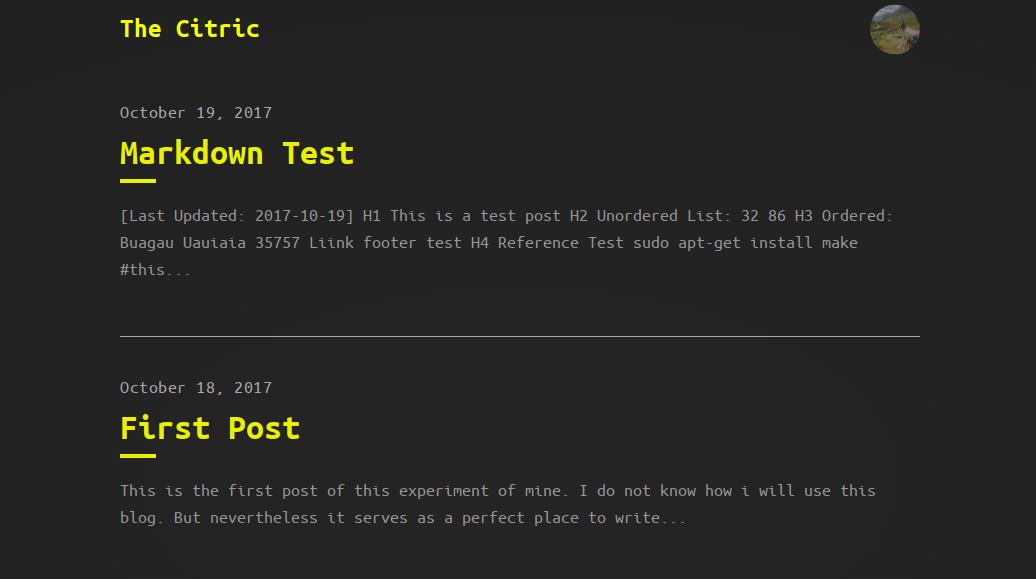 The Citric
October 19, 2017
Markdown Test
[Last Updated: 2017-10-19] H1 This is a test post H2 Unordered List: 32 86 H3 Ordered:
Buagau Uauiaia 35757 Liink footer test H4 Reference Test sudo apt-get install make
#this...
October 18, 2017
First Post
This is the first post of this experiment of mine. I do not know how i will use this
blog. But nevertheless it serves as a perfect place to write...